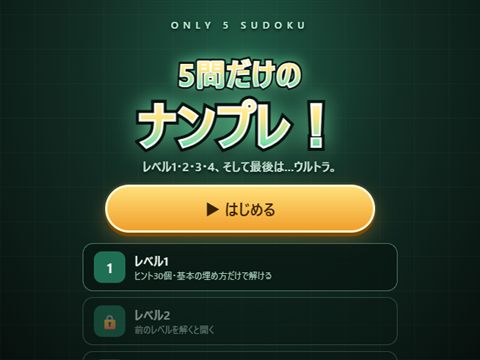 ONLY 5 SUDOKU
5問だけの
ナンプレ！
レベル1・2・3・4、そして最後は…ウルトラ。
▶ はじめる
1
レベル1
ヒント30個・基本の埋め方だけで解ける
レベル2
前のレベルを解くと開く